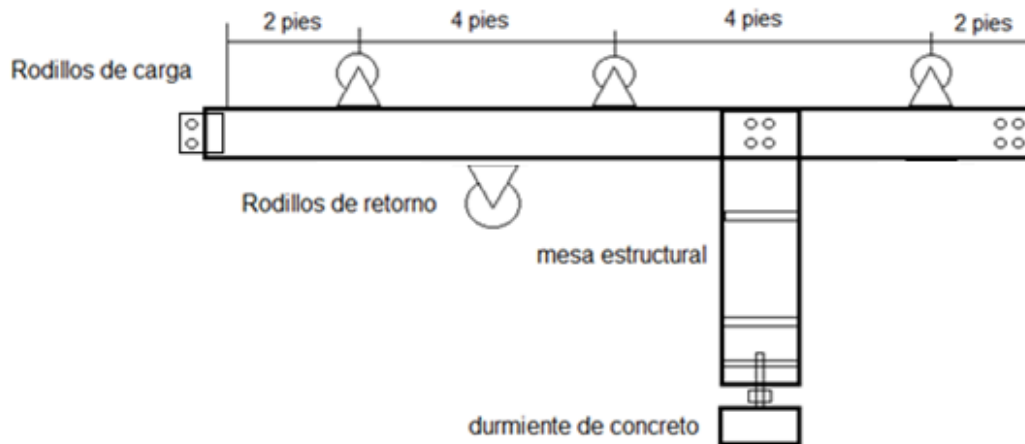 2 pies
4 pies
4 pies
2 pies
Rodillos de carga
Rodillos de retorno
mesa estructural
durmiente de concreto